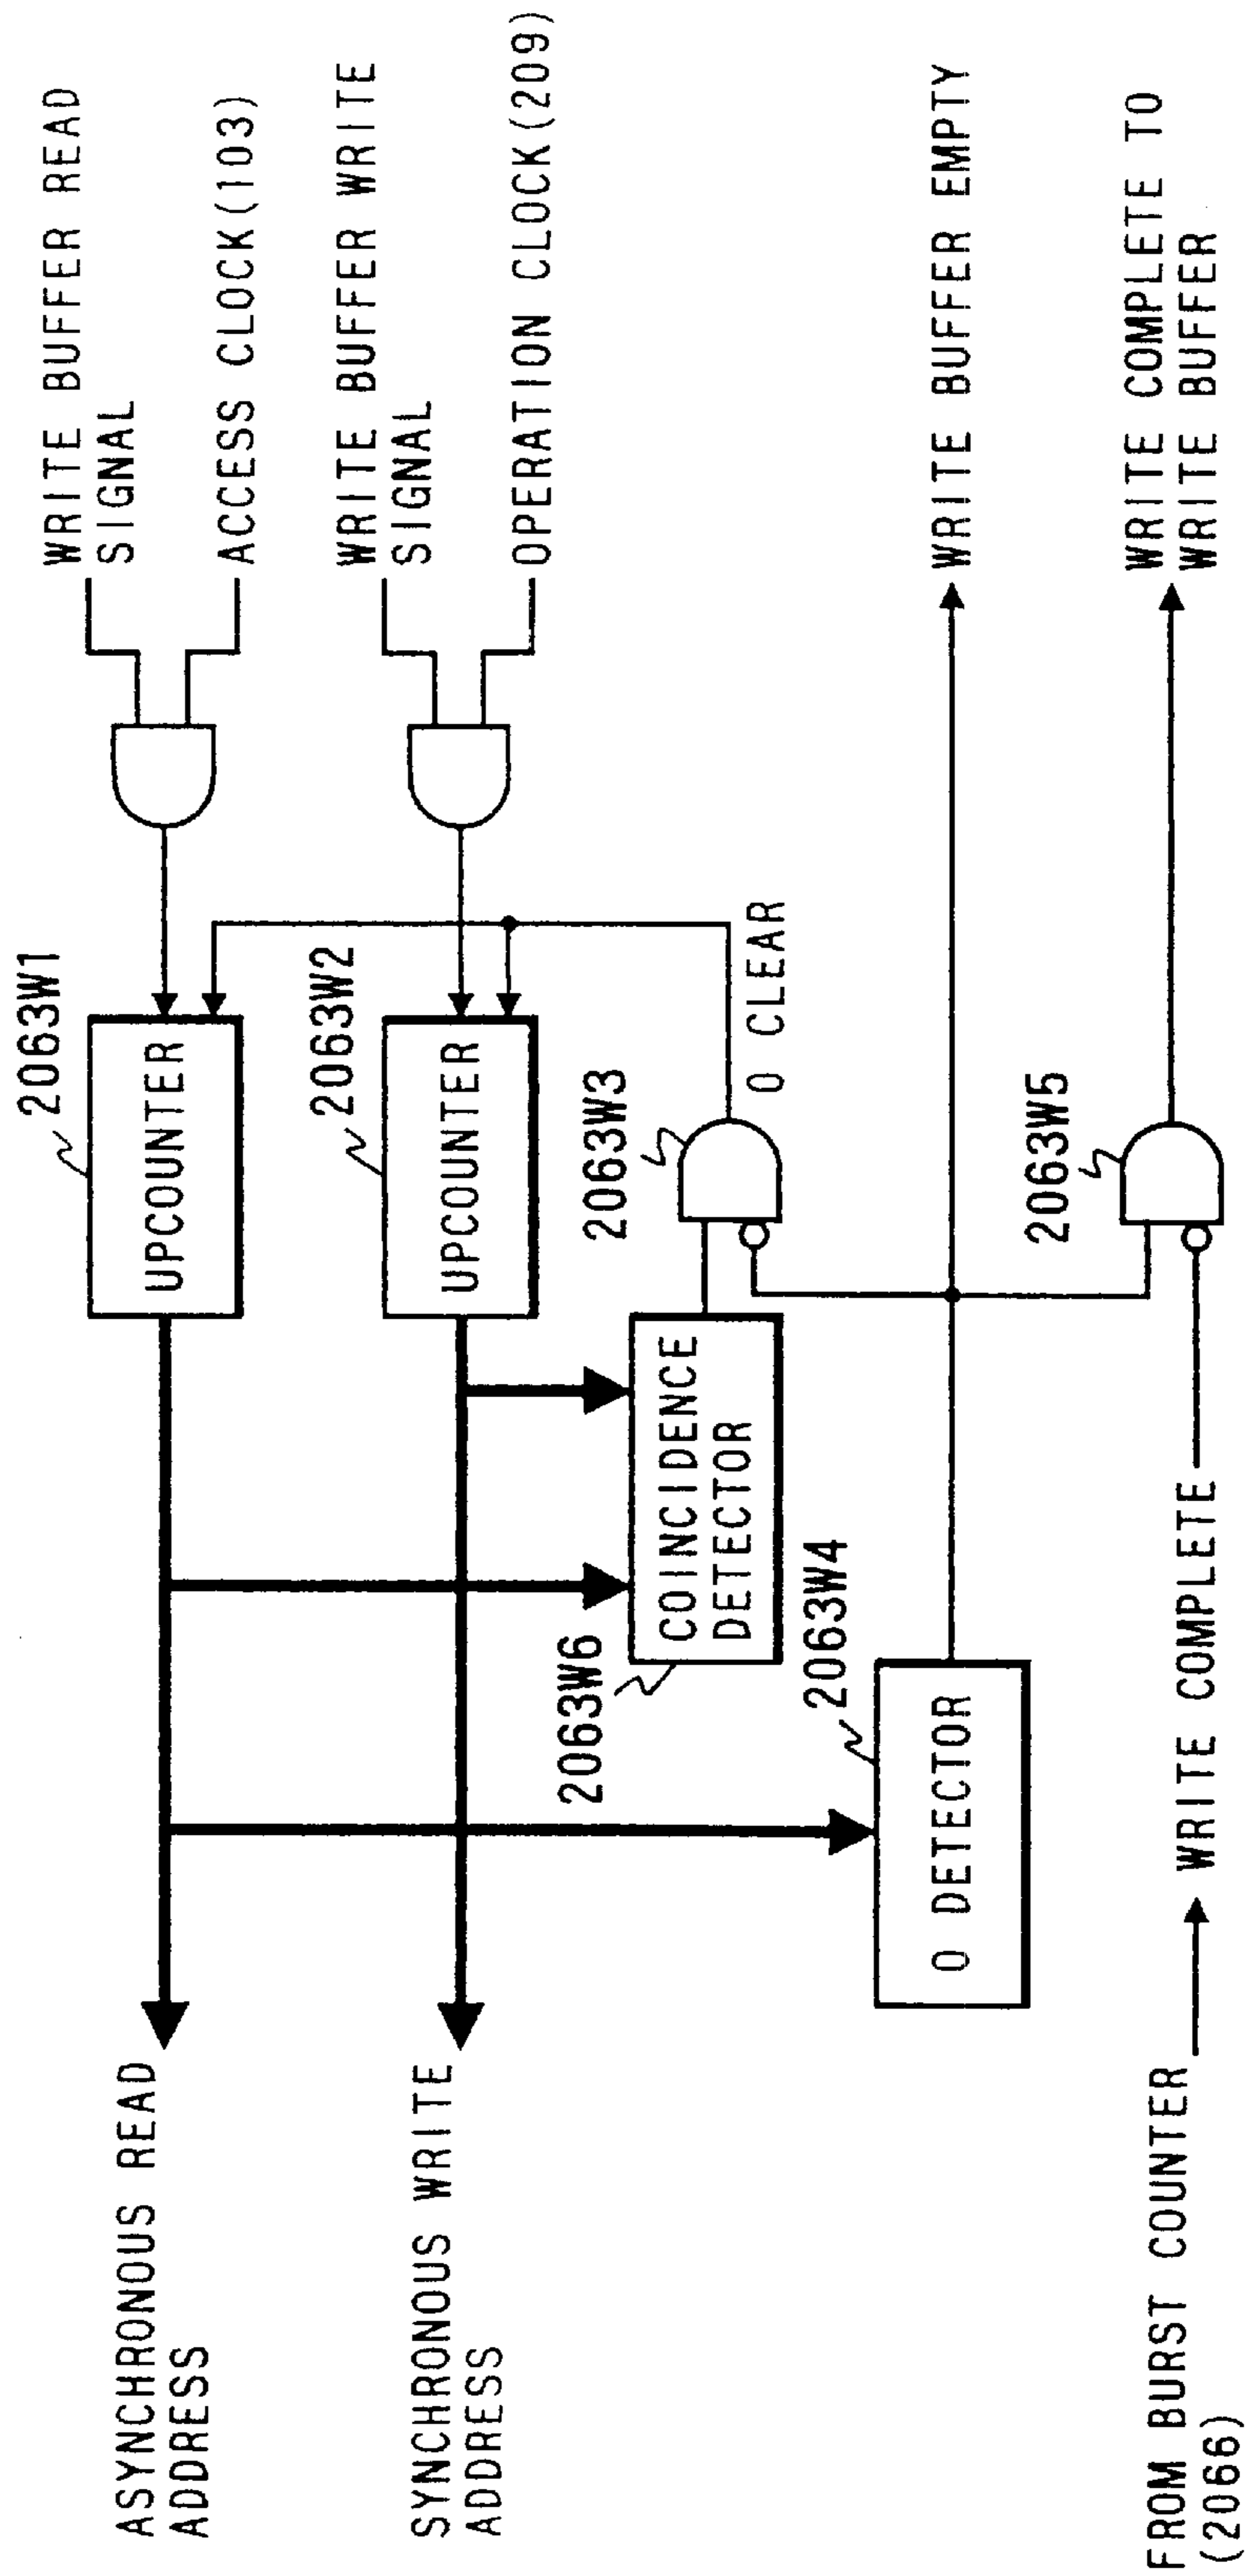 ASYNCHRONOUS READ
ADDRESS
2063W1
UPCOUNTER
WRITE BUFFER READ
SIGNAL
ACCESS CLOCK(103)
SYNCHRONOUS WRITE
ADDRESS
2063W2
UPCOUNTER
WRITE BUFFER WRITE
SIGNAL
OPERATION CLOCK(209)
2063W6
COINCIDENCE
DETECTOR
2063W3
0 CLEAR
2063W4
0 DETECTOR
WRITE BUFFER EMPTY
FROM BURST COUNTER
(2066)
WRITE COMPLETE
2063W5
WRITE COMPLETE TO
WRITE BUFFER